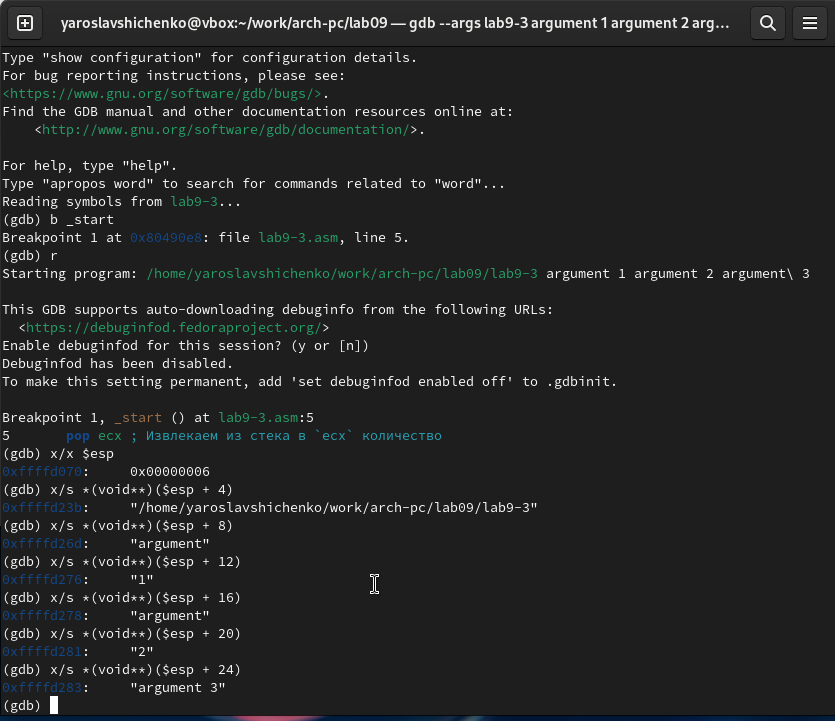 yaroslavshichenko@vbox:~/work/arch-pc/lab09 — gdb --args lab9-3 argument 1 argument 2 arg...
Type "show configuration" for configuration details.
For bug reporting instructions, please see:
<https://www.gnu.org/software/gdb/bugs/>.
Find the GDB manual and other documentation resources online at:
    <http://www.gnu.org/software/gdb/documentation/>.

For help, type "help".
Type "apropos word" to search for commands related to "word"...
Reading symbols from lab9-3...
(gdb) b _start
Breakpoint 1 at 0x80490e8: file lab9-3.asm, line 5.
(gdb) r
Starting program: /home/yaroslavshichenko/work/arch-pc/lab09/lab9-3 argument 1 argument 2 argument\ 3

This GDB supports auto-downloading debuginfo from the following URLs:
  <https://debuginfod.fedoraproject.org/>
Enable debuginfod for this session? (y or [n])
Debuginfod has been disabled.
To make this setting permanent, add 'set debuginfod enabled off' to .gdbinit.

Breakpoint 1, _start () at lab9-3.asm:5
5       pop ecx ; Извлекаем из стека в `ecx` количество
(gdb) x/x $esp
0xffffd070:     0x00000006
(gdb) x/s *(void**)($esp + 4)
0xffffd23b:     "/home/yaroslavshichenko/work/arch-pc/lab09/lab9-3"
(gdb) x/s *(void**)($esp + 8)
0xffffd26d:     "argument"
(gdb) x/s *(void**)($esp + 12)
0xffffd276:     "1"
(gdb) x/s *(void**)($esp + 16)
0xffffd278:     "argument"
(gdb) x/s *(void**)($esp + 20)
0xffffd281:     "2"
(gdb) x/s *(void**)($esp + 24)
0xffffd283:     "argument 3"
(gdb)